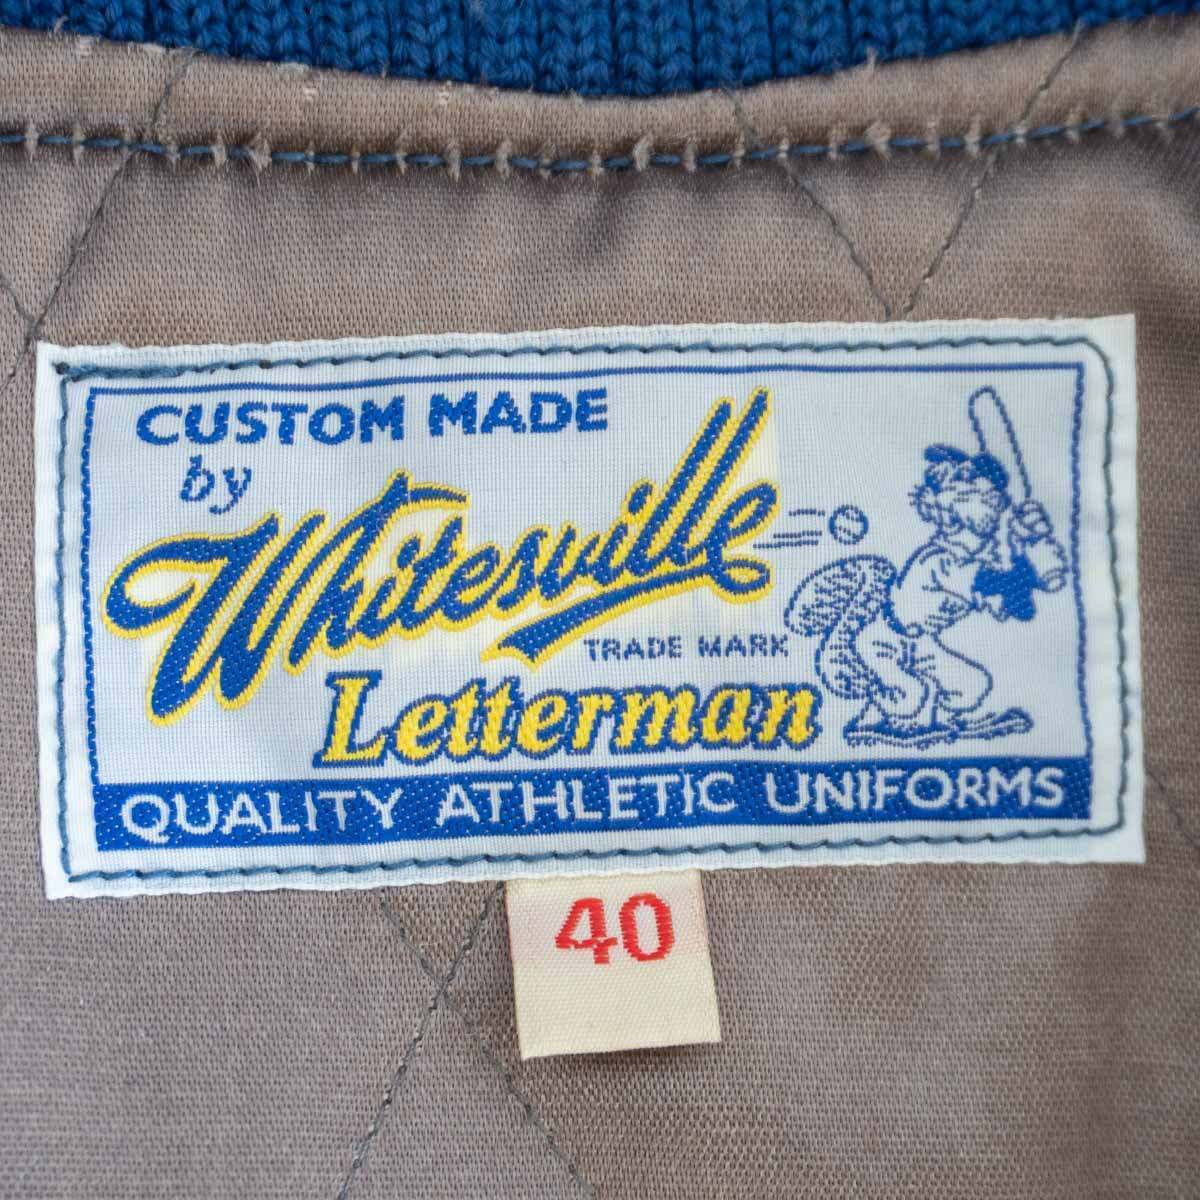 CUSTOM MADE
by
Whitesville
TRADE MARK
Letterman
QUALITY ATHLETIC UNIFORMS
40